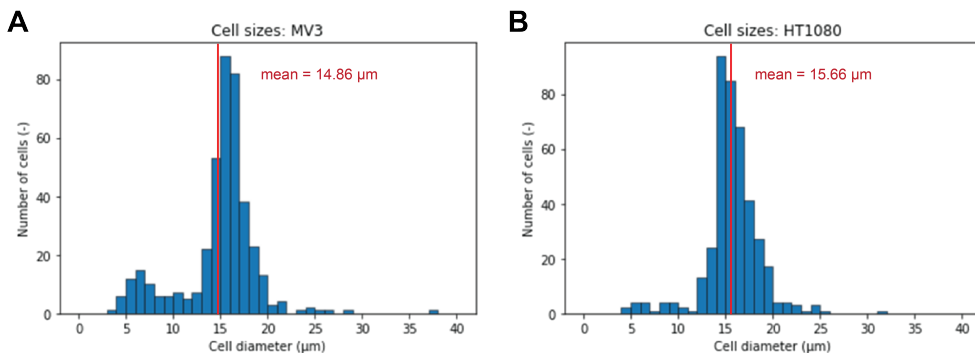 A
Cell sizes: MV3
mean = 14.86 µm
Number of cells (-)
80
60
40
20
0
0 5 10 15 20 25 30 35 40
Cell diameter (µm)
B
Cell sizes: HT1080
mean = 15.66 µm
Number of cells (-)
80
60
40
20
0
0 5 10 15 20 25 30 35 40
Cell diameter (µm)